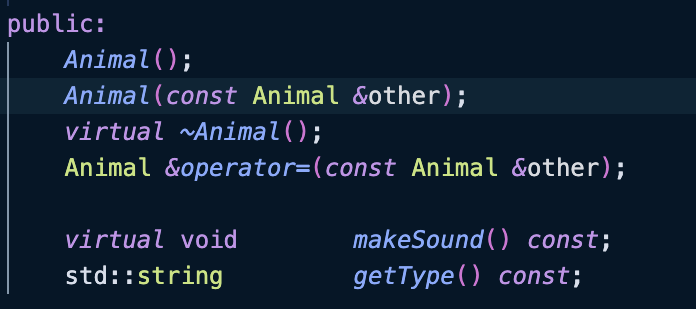 public:
Animal();
Animal(const Animal &other);
virtual ~Animal();
Animal &operator=(const Animal &other);
virtual void makeSound() const;
std::string getType() const;